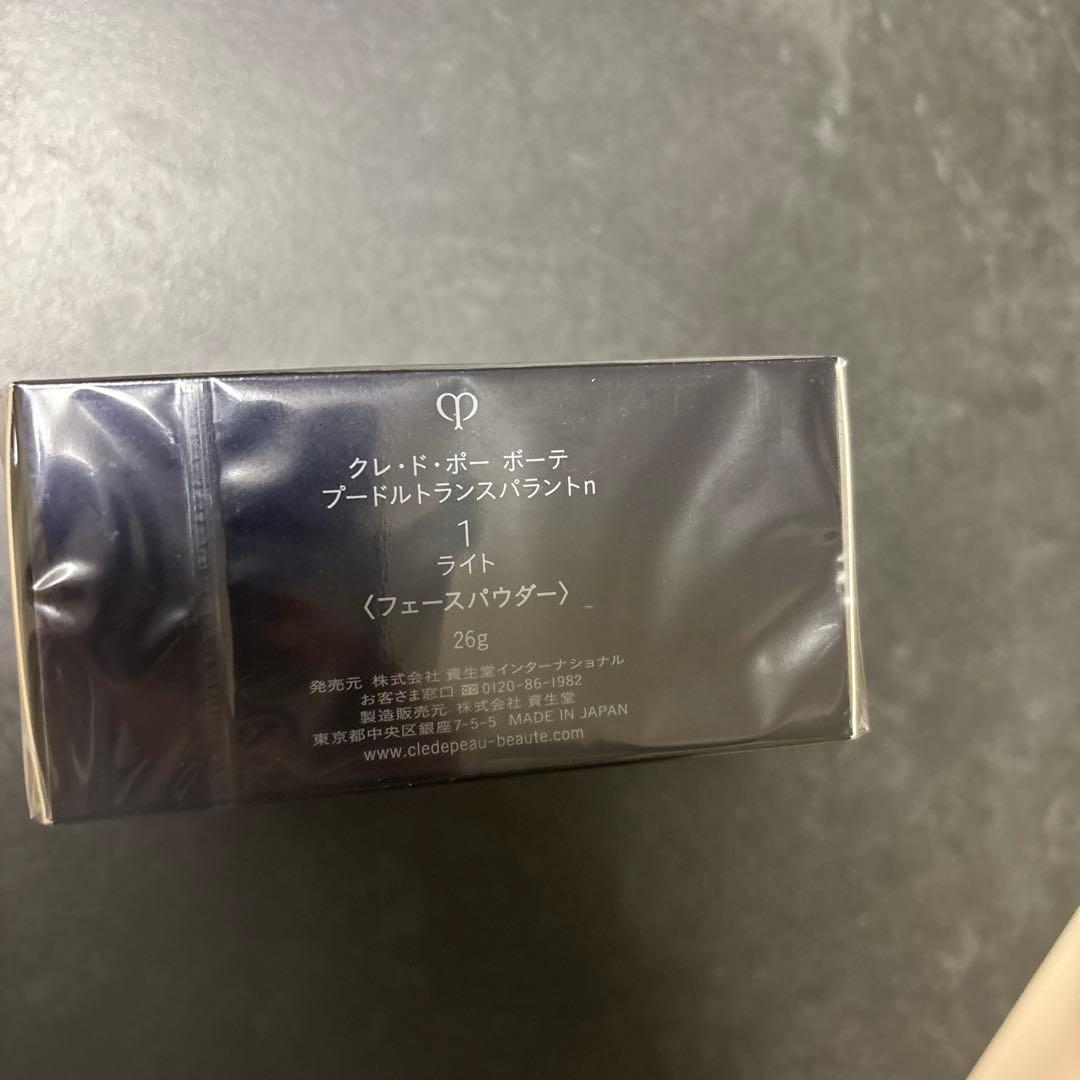 クレ・ド・ポー ボーテ
プードルトランスパラントn
1
ライト
〈フェースパウダー〉
26g
発売元 株式会社 資生堂インターナショナル
お客さま窓口 0120-86-1982
製造販売元 株式会社 資生堂
東京都中央区銀座7-5-5 MADE IN JAPAN
www.cledepeau-beaute.com